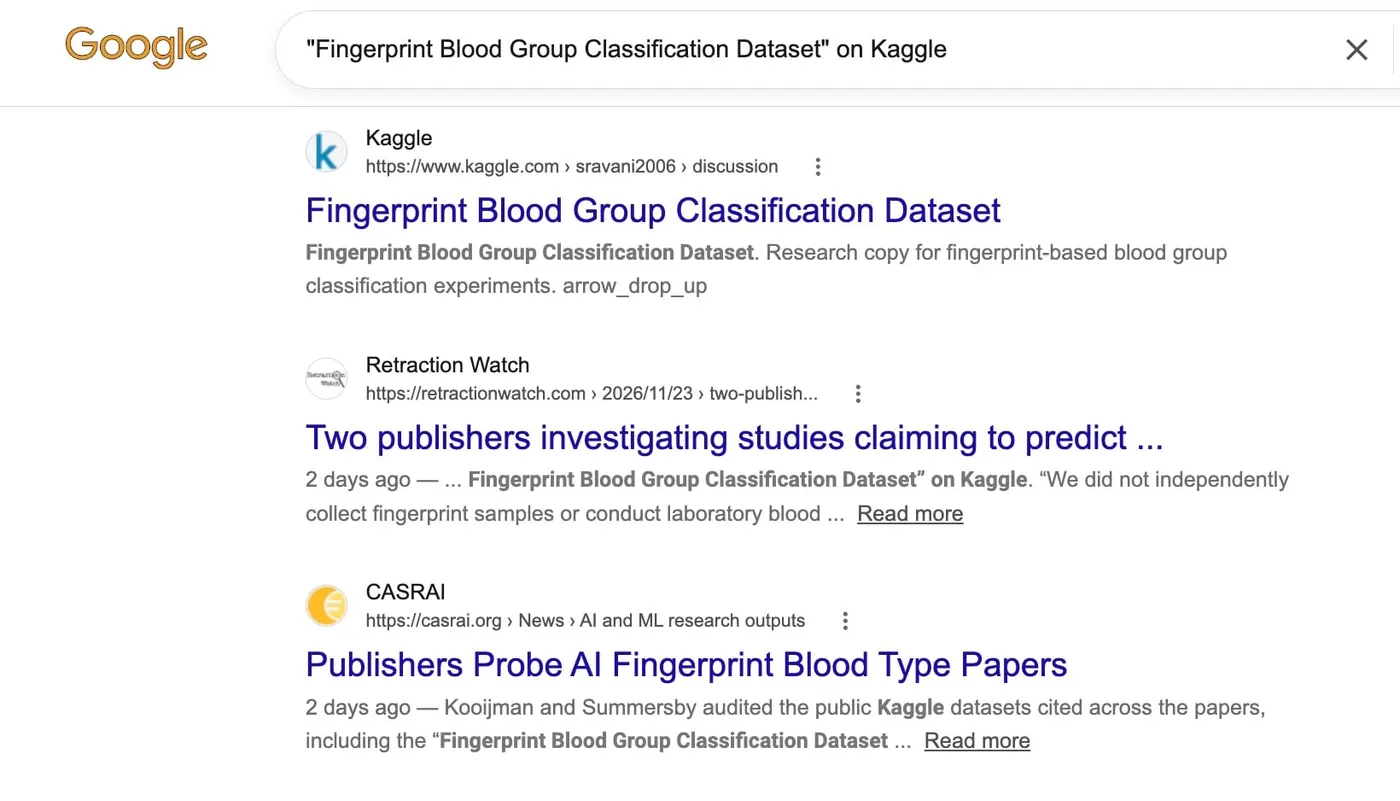 Google
"Fingerprint Blood Group Classification Dataset" on Kaggle
Kaggle
https://www.kaggle.com › sravani2006 › discussion
Fingerprint Blood Group Classification Dataset
Fingerprint Blood Group Classification Dataset. Research copy for fingerprint-based blood group
classification experiments. arrow_drop_up
Retraction Watch
https://retractionwatch.com › 2026/11/23 › two-publish...
Two publishers investigating studies claiming to predict ...
2 days ago — ... Fingerprint Blood Group Classification Dataset” on Kaggle. “We did not independently
collect fingerprint samples or conduct laboratory blood ... Read more
CASRAI
https://casrai.org › News › AI and ML research outputs
Publishers Probe AI Fingerprint Blood Type Papers
2 days ago — Kooijman and Summersby audited the public Kaggle datasets cited across the papers,
including the “Fingerprint Blood Group Classification Dataset ... Read more